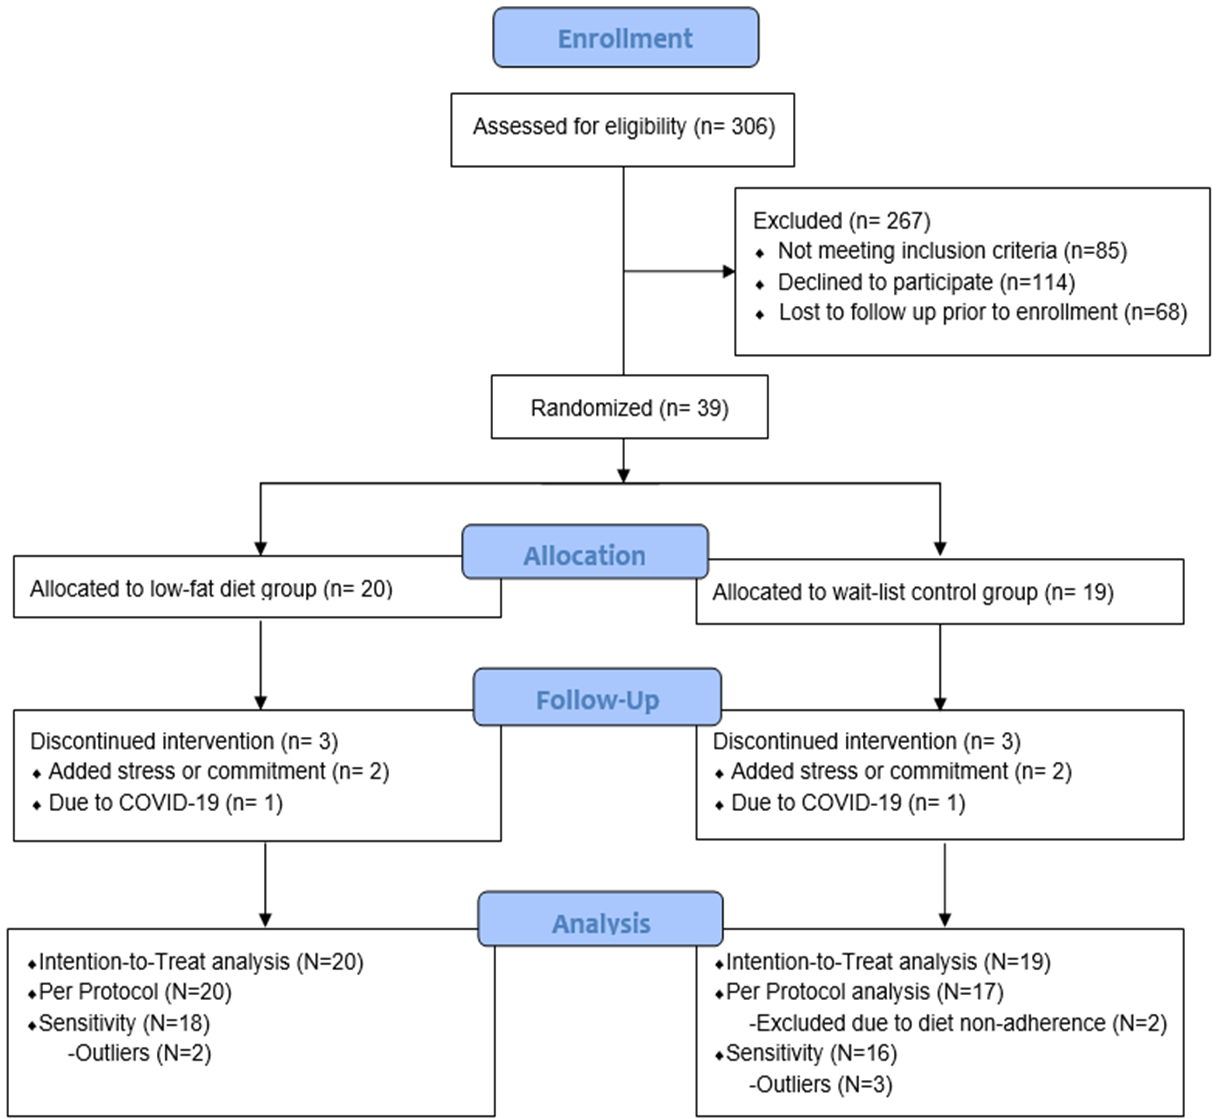 Enrollment
Assessed for eligibility (n= 306)
Excluded (n= 267)
⬥ Not meeting inclusion criteria (n=85)
⬥ Declined to participate (n=114)
⬥ Lost to follow up prior to enrollment (n=68)
Randomized (n= 39)
Allocation
Allocated to low-fat diet group (n= 20)
Allocated to wait-list control group (n= 19)
Follow-Up
Discontinued intervention (n= 3)
⬥ Added stress or commitment (n= 2)
⬥ Due to COVID-19 (n= 1)
Discontinued intervention (n= 3)
⬥ Added stress or commitment (n= 2)
⬥ Due to COVID-19 (n= 1)
Analysis
⬥Intention-to-Treat analysis (N=20)
⬥Per Protocol (N=20)
⬥Sensitivity (N=18)
-Outliers (N=2)
⬥Intention-to-Treat analysis (N=19)
⬥Per Protocol analysis (N=17)
-Excluded due to diet non-adherence (N=2)
⬥Sensitivity (N=16)
-Outliers (N=3)